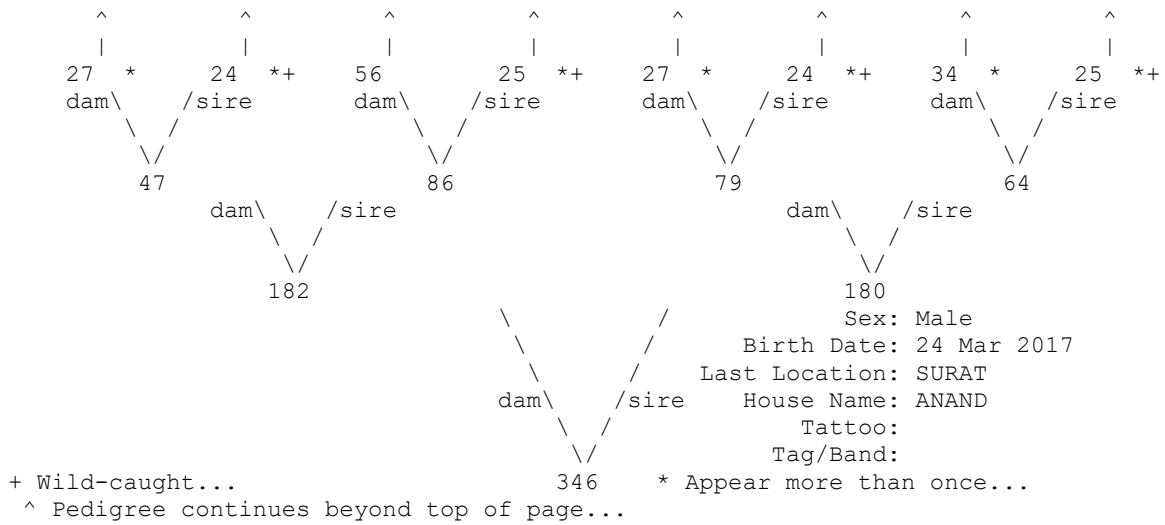 ^ ^ ^ ^ ^ ^ ^ ^
| | | | | | | |
27 * 24 *+ 56 25 *+ 27 * 24 *+ 34 * 25 *+
dam\ /sire dam\ /sire dam\ /sire dam\ /sire
\ / \ / \ / \ /
\/ \/ \/ \/
47 86 79 64
dam\ /sire dam\ /sire
\ / \ /
\/ \/
182 180
\ / Sex: Male
\ / Birth Date: 24 Mar 2017
\ / Last Location: SURAT
dam\ /sire House Name: ANAND
\ / Tattoo:
\/ Tag/Band:
+ Wild-caught... 346 * Appear more than once...
^ Pedigree continues beyond top of page...